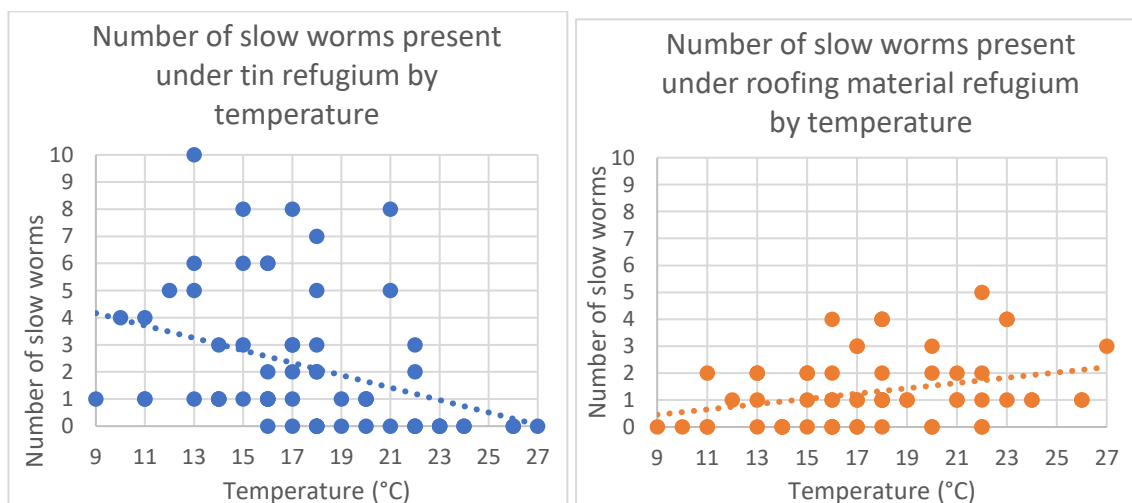 Number of slow worms present
under tin refugium by
temperature
Number of slow worms
10
9
8
7
6
5
4
3
2
1
0
9 11 13 15 17 19 21 23 25 27
Temperature (°C)
Number of slow worms present
under roofing material refugium
by temperature
Number of slow worms
10
9
8
7
6
5
4
3
2
1
0
9 11 13 15 17 19 21 23 25 27
Temperature (°C)